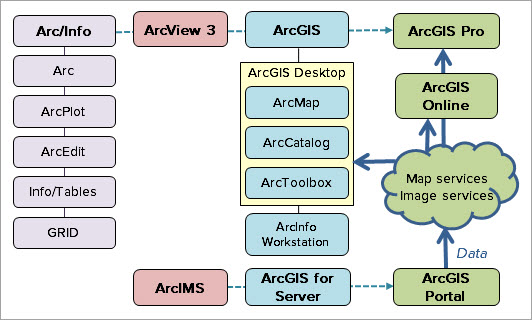 Arc/Info
ArcView 3
ArcGIS
ArcGIS Pro
Arc
ArcPlot
ArcEdit
Info/Tables
GRID
ArcGIS Desktop
ArcMap
ArcCatalog
ArcToolbox
ArcInfo
Workstation
ArcGIS
Online
Map services
Image services
Data
ArcIMS
ArcGIS for
Server
ArcGIS
Portal